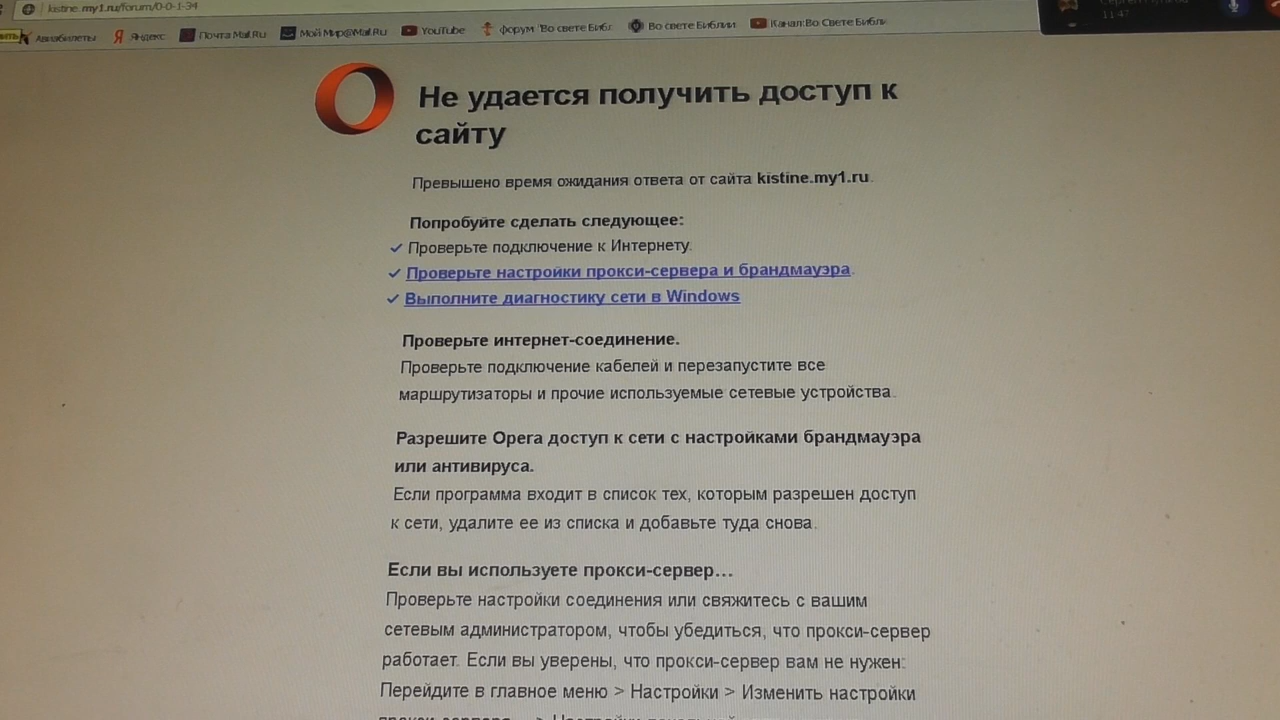 kistine.my1.ru/forum/0-0-1-34
11:47
Авиабилеты Яндекс Почта Mail.Ru Мой Мир@Mail.Ru YouTube форум "Во свете Библ Во свете Библии Канал:Во Свете Библ
Не удается получить доступ к
сайту
Превышено время ожидания ответа от сайта kistine.my1.ru.
Попробуйте сделать следующее:
Проверьте подключение к Интернету.
Проверьте настройки прокси-сервера и брандмауэра.
Выполните диагностику сети в Windows
Проверьте интернет-соединение.
Проверьте подключение кабелей и перезапустите все
маршрутизаторы и прочие используемые сетевые устройства.
Разрешите Opera доступ к сети с настройками брандмауэра
или антивируса.
Если программа входит в список тех, которым разрешен доступ
к сети, удалите ее из списка и добавьте туда снова.
Если вы используете прокси-сервер...
Проверьте настройки соединения или свяжитесь с вашим
сетевым администратором, чтобы убедиться, что прокси-сервер
работает. Если вы уверены, что прокси-сервер вам не нужен:
Перейдите в главное меню > Настройки > Изменить настройки